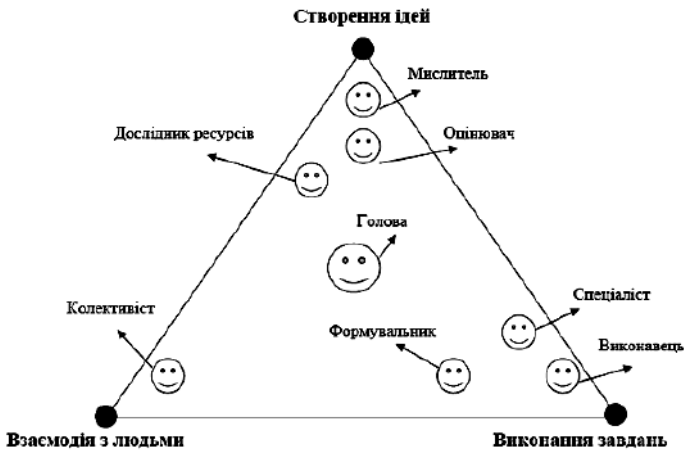 Створення ідей
Мислитель
Дослідник ресурсів
Оцінювач
Голова
Спеціаліст
Колективіст
Формувальник
Виконавець
Взаємодія з людьми
Виконання завдань